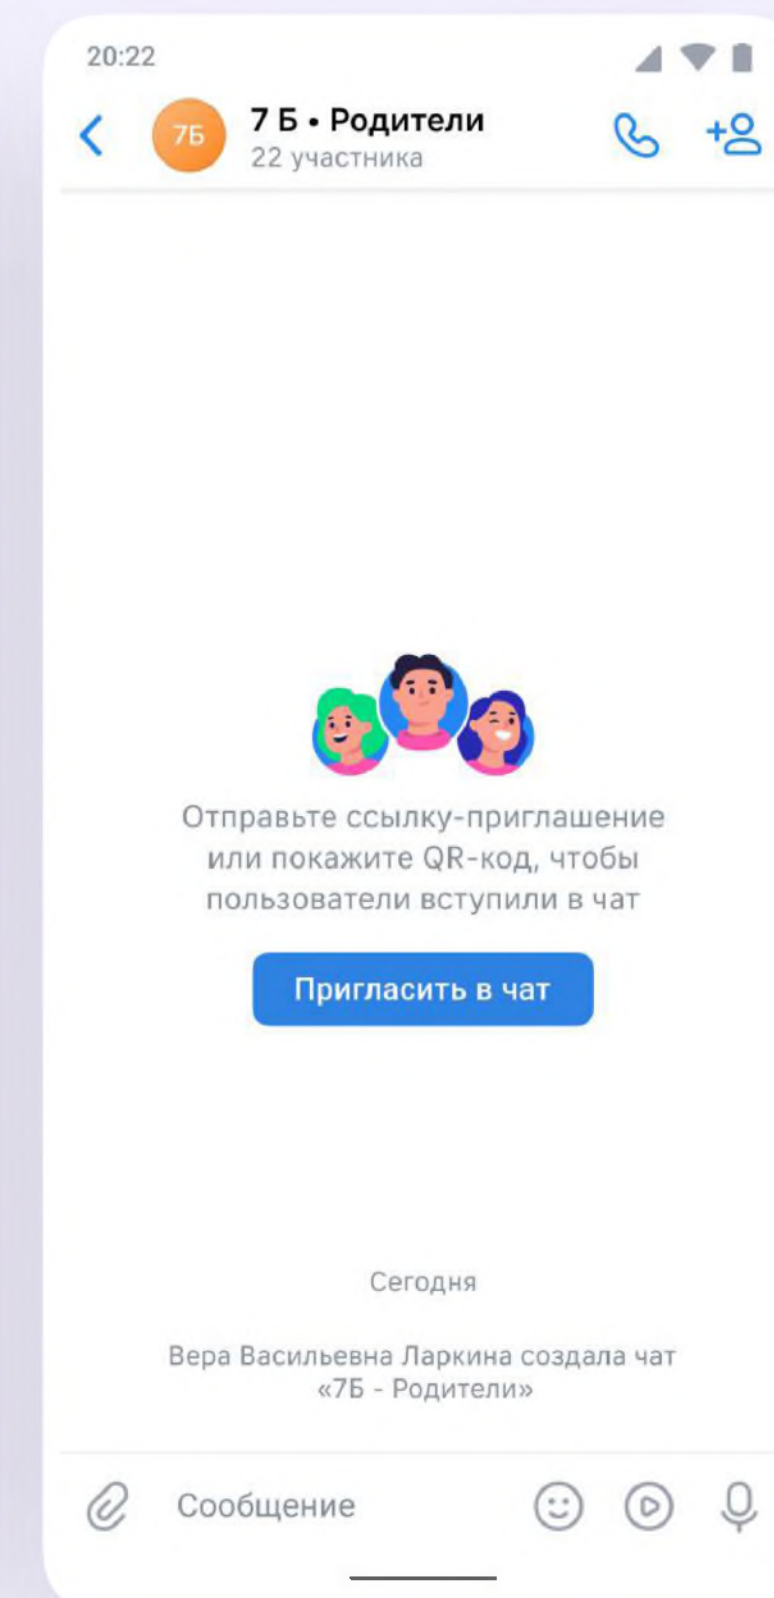 20:22
7Б
7 Б • Родители
22 участника
Отправьте ссылку-приглашение
или покажите QR-код, чтобы
пользователи вступили в чат
Пригласить в чат
Сегодня
Вера Васильевна Ларкина создала чат
«7Б - Родители»
Сообщение